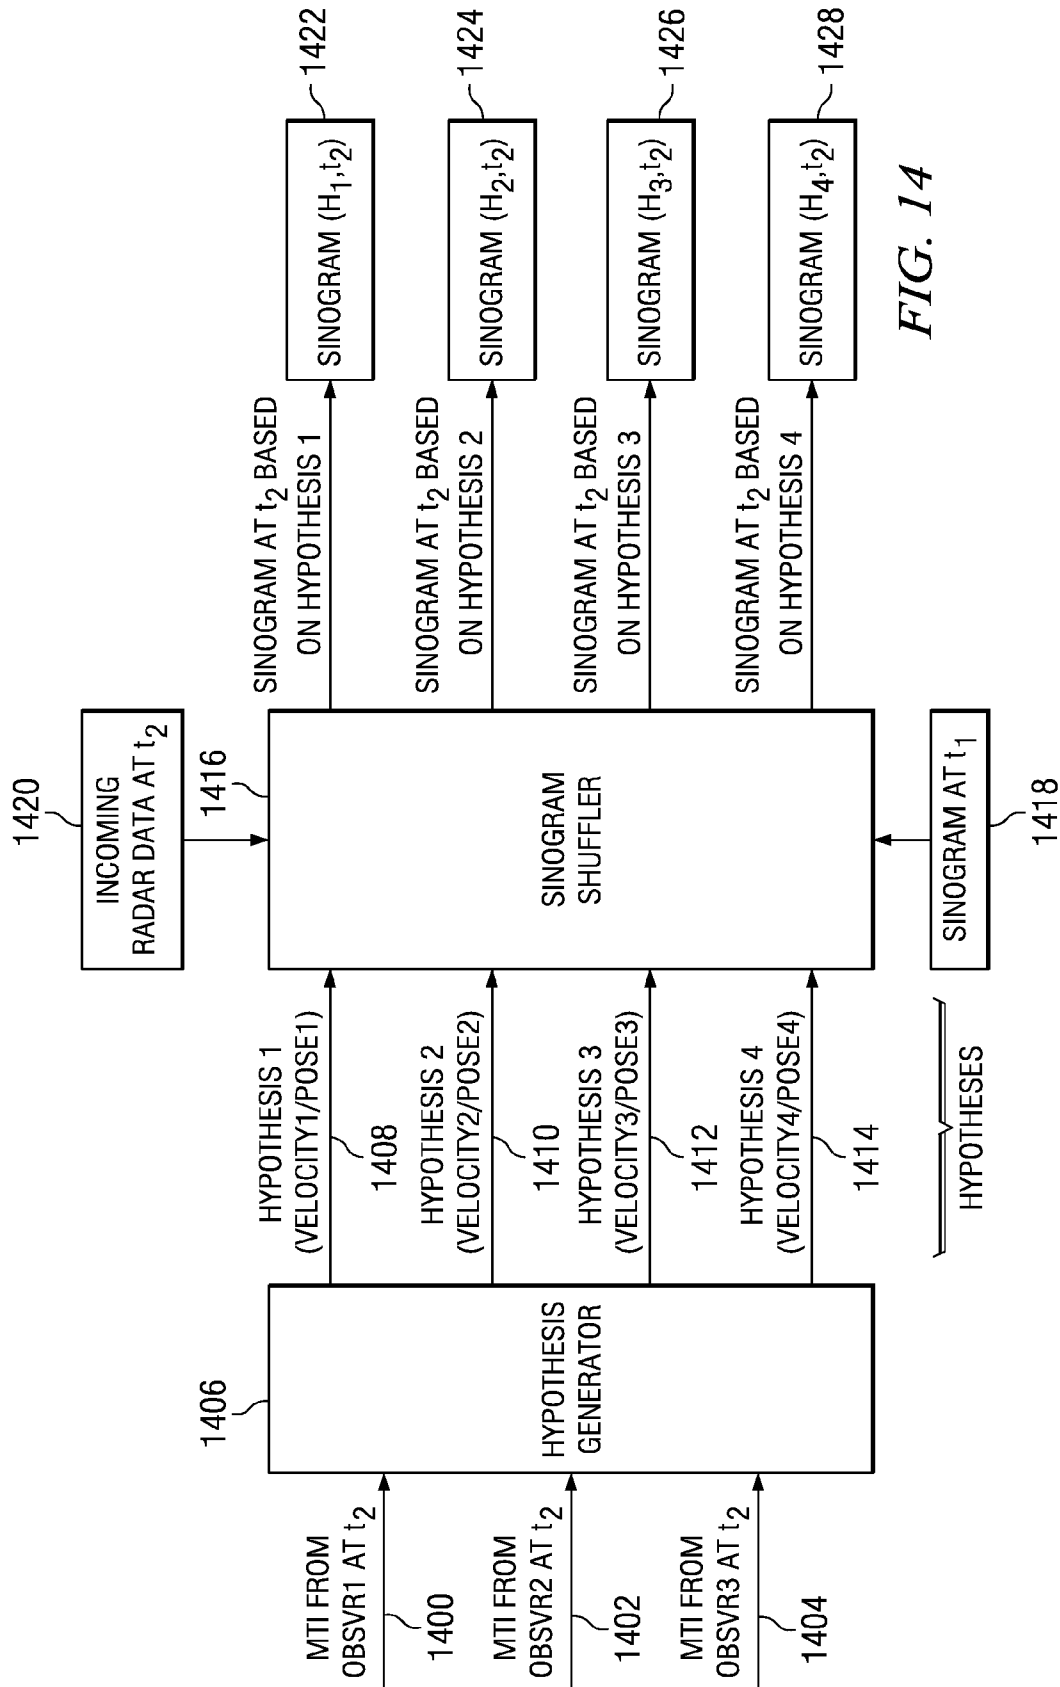 MTI FROM
OBSVR1 AT t2
1400
MTI FROM
OBSVR2 AT t2
1402
MTI FROM
OBSVR3 AT t2
1404
1406
HYPOTHESIS
GENERATOR
HYPOTHESIS 1
(VELOCITY1/POSE1)
1408
HYPOTHESIS 2
(VELOCITY2/POSE2)
1410
HYPOTHESIS 3
(VELOCITY3/POSE3)
1412
HYPOTHESIS 4
(VELOCITY4/POSE4)
1414
HYPOTHESES
1420
INCOMING
RADAR DATA AT t2
1416
SINOGRAM
SHUFFLER
SINOGRAM AT t1
1418
SINOGRAM AT t2 BASED
ON HYPOTHESIS 1
SINOGRAM AT t2 BASED
ON HYPOTHESIS 2
SINOGRAM AT t2 BASED
ON HYPOTHESIS 3
SINOGRAM AT t2 BASED
ON HYPOTHESIS 4
SINOGRAM (H1,t2)
1422
SINOGRAM (H2,t2)
1424
SINOGRAM (H3,t2)
1426
SINOGRAM (H4,t2)
1428
FIG. 14